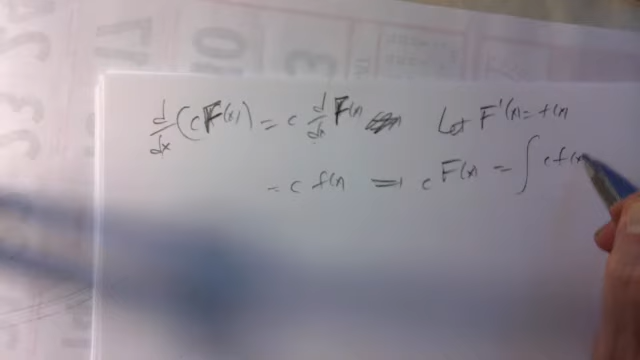 d/dx (cF(x)) = c d/dx F(x) Let F'(x) = f(x)
= c f(x) ⟹ c F(x) = ∫ c f(x)